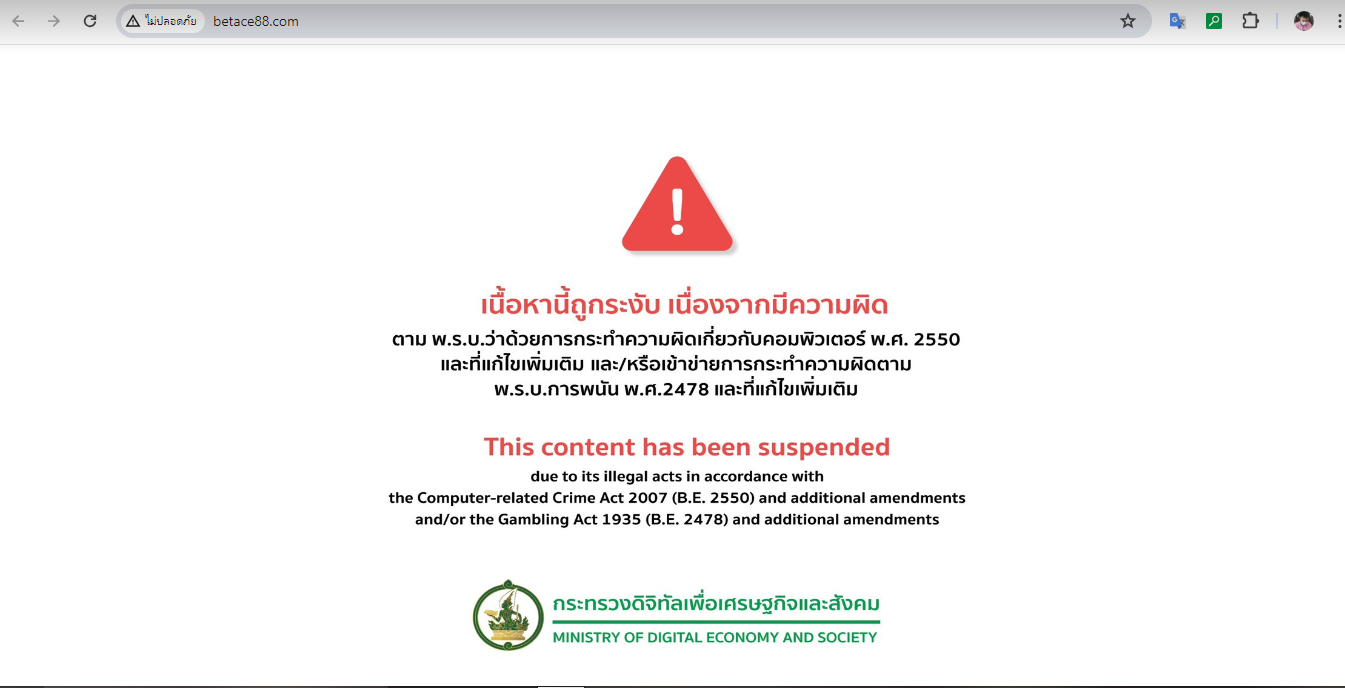 ไม่ปลอดภัย betace88.com
เนื้อหานี้ถูกระงับ เนื่องจากมีความผิด
ตาม พ.ร.บ.ว่าด้วยการกระทำความผิดเกี่ยวกับคอมพิวเตอร์ พ.ศ. 2550
และที่แก้ไขเพิ่มเติม และ/หรือเข้าข่ายการกระทำความผิดตาม
พ.ร.บ.การพนัน พ.ศ.2478 และที่แก้ไขเพิ่มเติม
This content has been suspended
due to its illegal acts in accordance with
the Computer-related Crime Act 2007 (B.E. 2550) and additional amendments
and/or the Gambling Act 1935 (B.E. 2478) and additional amendments
กระทรวงดิจิทัลเพื่อเศรษฐกิจและสังคม
MINISTRY OF DIGITAL ECONOMY AND SOCIETY